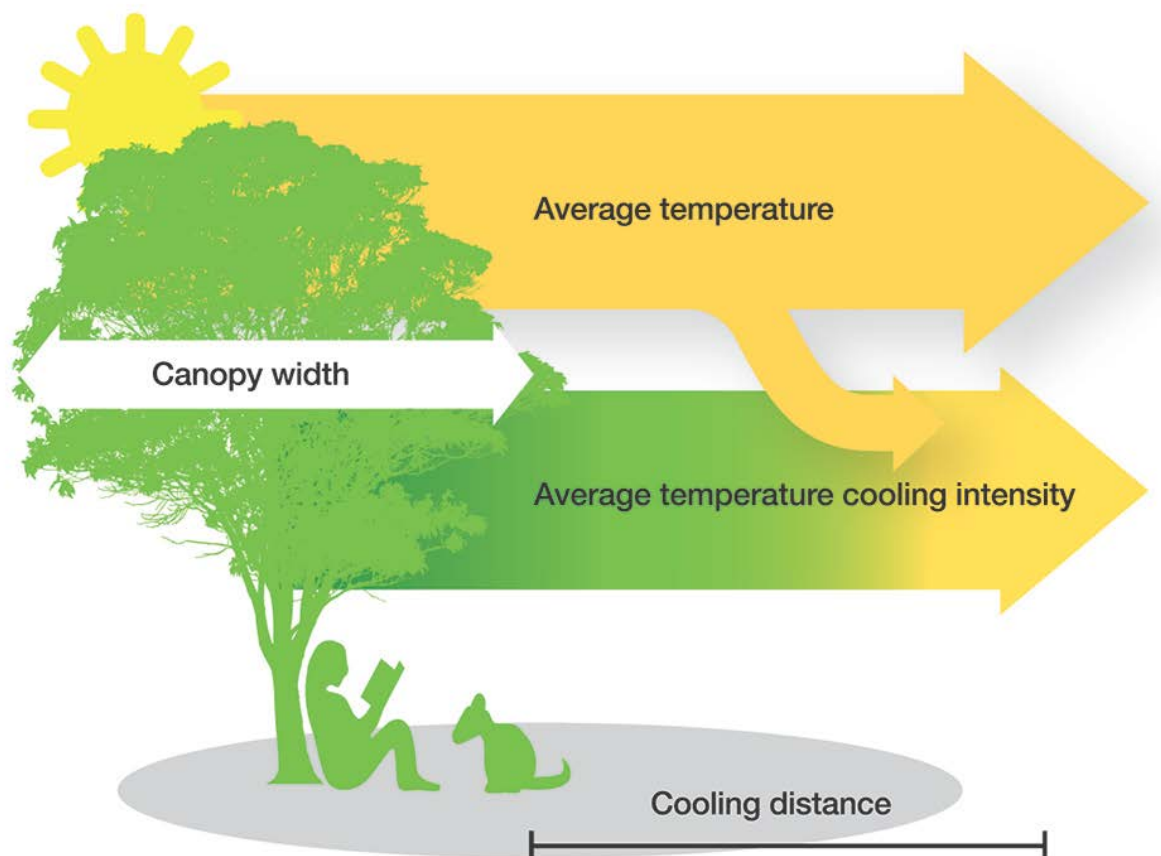 Average temperature
Canopy width
Average temperature cooling intensity
Cooling distance